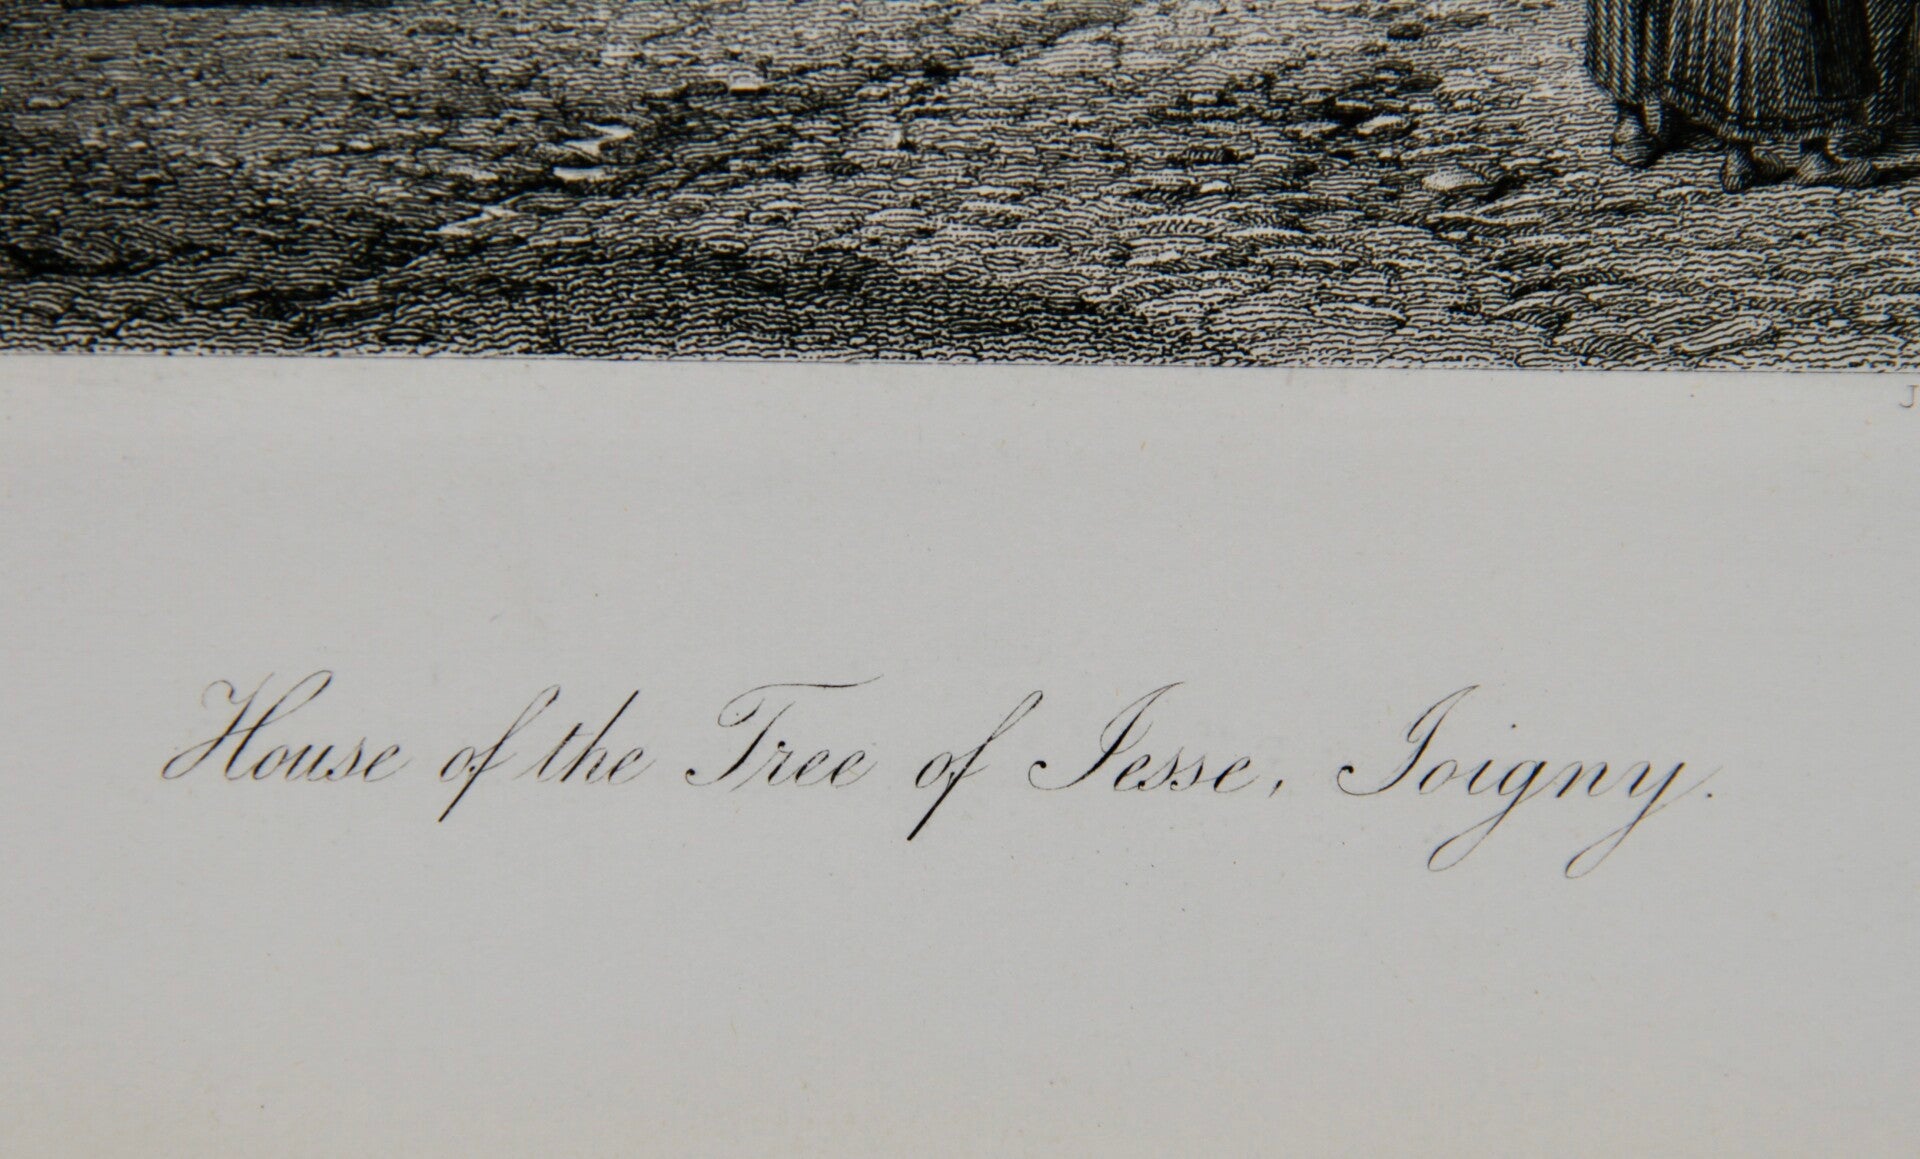 J
House of the Tree of Jesse, Joigny.